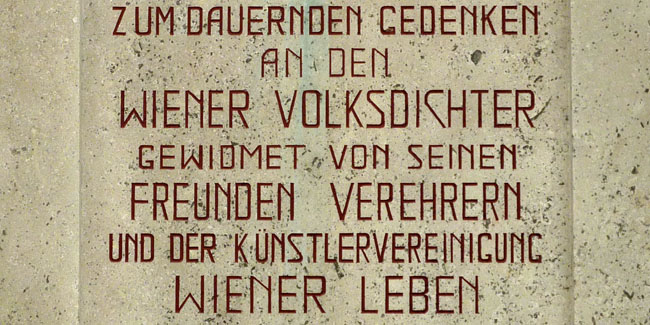 ZUM DAUERNDEN GEDENKEN
AN DEN
WIENER VOLKSDICHTER
GEWIDMET VON SEINEN
FREUNDEN VEREHRERN
UND DER KÜNSTLERVEREINIGUNG
WIENER LEBEN